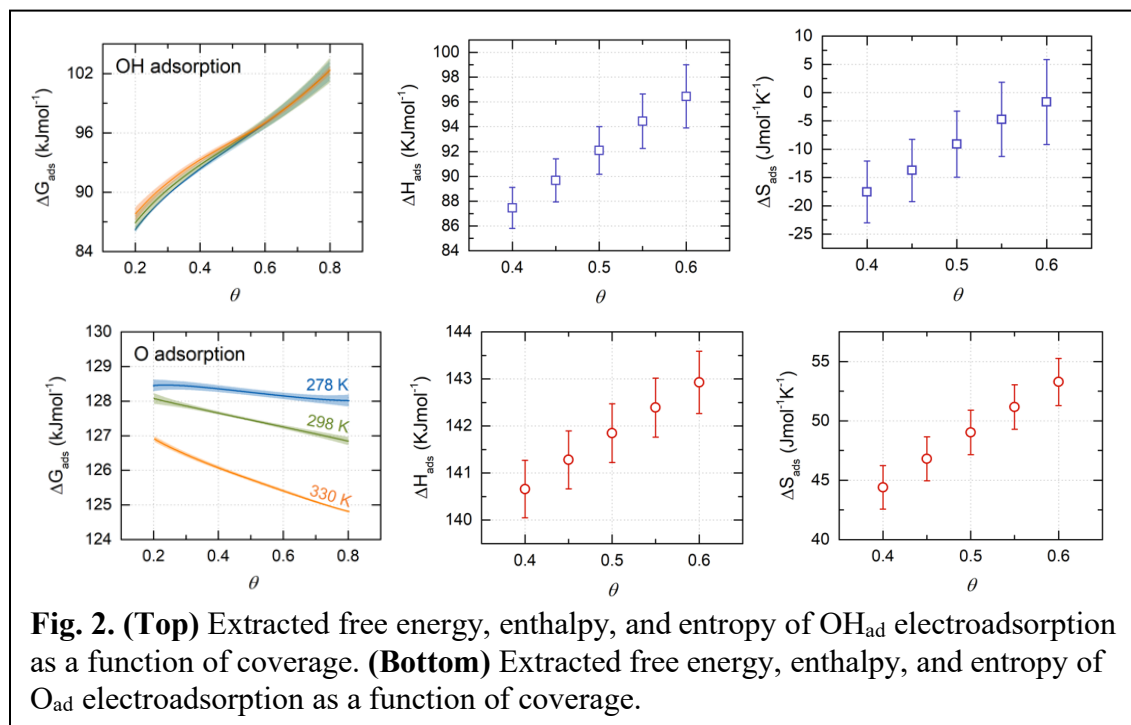 OH adsorption
ΔG_ads (kJmol⁻¹)
102
96
90
84
0.2 0.4 0.6 0.8
θ
ΔH_ads (KJmol⁻¹)
100
98
96
94
92
90
88
86
84
0.4 0.5 0.6
θ
ΔS_ads (Jmol⁻¹K⁻¹)
10
5
0
-5
-10
-15
-20
-25
0.4 0.5 0.6
θ
O adsorption
278 K
298 K
330 K
ΔG_ads (kJmol⁻¹)
130
129
128
127
126
125
124
0.2 0.4 0.6 0.8
θ
ΔH_ads (KJmol⁻¹)
144
143
142
141
140
0.4 0.5 0.6
θ
ΔS_ads (Jmol⁻¹K⁻¹)
55
50
45
40
0.4 0.5 0.6
θ
Fig. 2. (Top) Extracted free energy, enthalpy, and entropy of OH_ad electroadsorption
as a function of coverage. (Bottom) Extracted free energy, enthalpy, and entropy of
O_ad electroadsorption as a function of coverage.